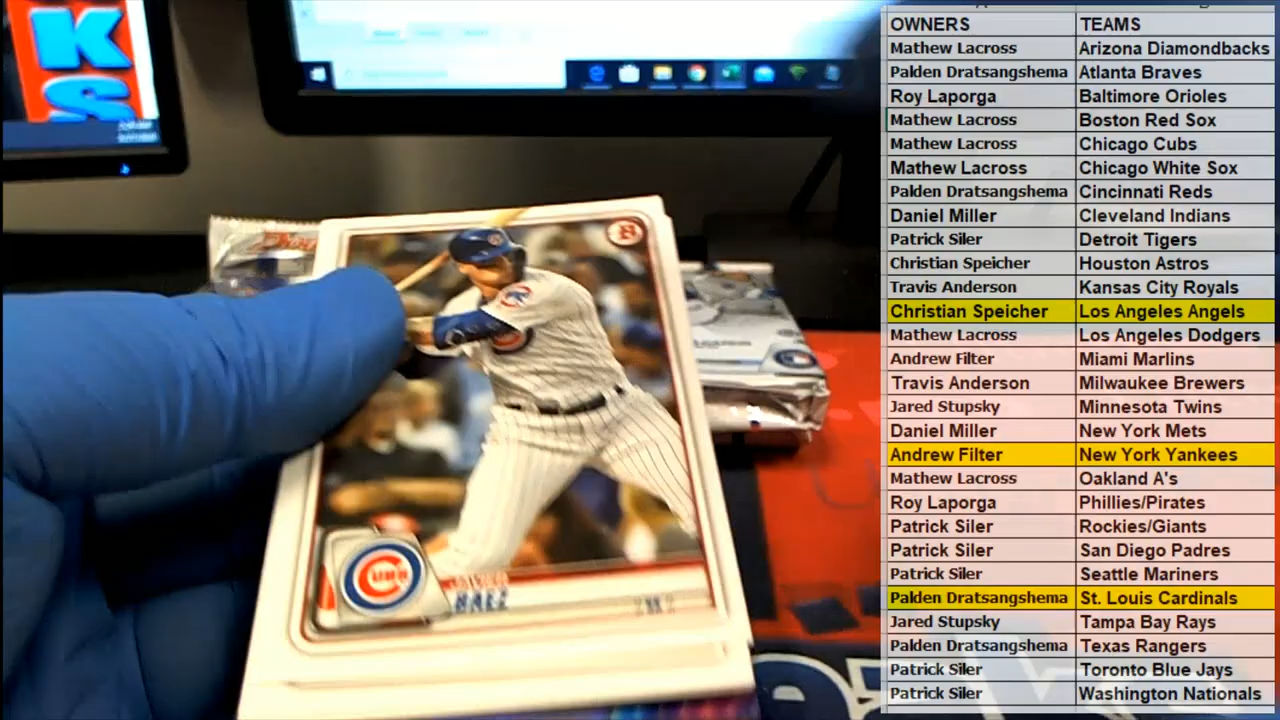 KS
OWNERS TEAMS
Mathew Lacross Arizona Diamondbacks
Palden Dratsangshema Atlanta Braves
Roy Laporga Baltimore Orioles
Mathew Lacross Boston Red Sox
Mathew Lacross Chicago Cubs
Mathew Lacross Chicago White Sox
Palden Dratsangshema Cincinnati Reds
Daniel Miller Cleveland Indians
Patrick Siler Detroit Tigers
Christian Speicher Houston Astros
Travis Anderson Kansas City Royals
Christian Speicher Los Angeles Angels
Mathew Lacross Los Angeles Dodgers
Andrew Filter Miami Marlins
Travis Anderson Milwaukee Brewers
Jared Stupsky Minnesota Twins
Daniel Miller New York Mets
Andrew Filter New York Yankees
Mathew Lacross Oakland A's
Roy Laporga Phillies/Pirates
Patrick Siler Rockies/Giants
Patrick Siler San Diego Padres
Patrick Siler Seattle Mariners
Palden Dratsangshema St. Louis Cardinals
Jared Stupsky Tampa Bay Rays
Palden Dratsangshema Texas Rangers
Patrick Siler Toronto Blue Jays
Patrick Siler Washington Nationals
B
CUBS
BAEZ